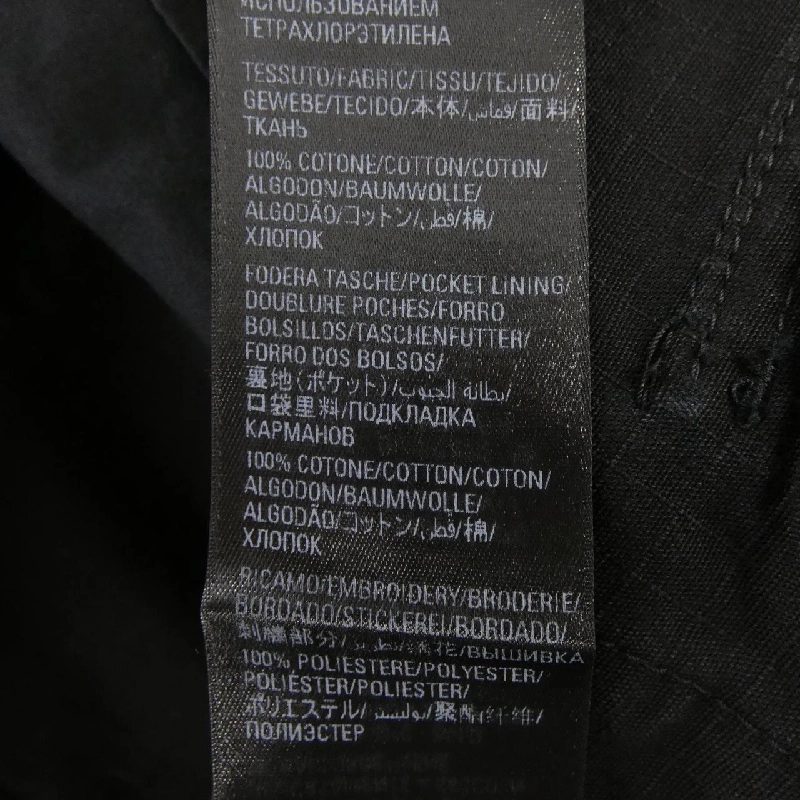 ИСПОЛЬЗОВАНИЕМ
ТЕТРАХЛОРЭТИЛЕНА
TESSUTO/FABRIC/TISSU/TEJIDO/
GEWEBE/TECIDO/本体/قماش/面料/
ТКАНЬ
100% COTONE/COTTON/COTON/
ALGODON/BAUMWOLLE/
ALGODÃO/コットン/قطن/棉/
ХЛОПОК
FODERA TASCHE/POCKET LINING/
DOUBLURE POCHES/FORRO
BOLSILLOS/TASCHENFUTTER/
FORRO DOS BOLSOS/
裏地(ポケット)/بطانة الجيوب/
口袋里料/ПОДКЛАДКА
КАРМАНОВ
100% COTONE/COTTON/COTON/
ALGODON/BAUMWOLLE/
ALGODÃO/コットン/قطن/棉/
ХЛОПОК
RICAMO/EMBROIDERY/BRODERIE/
BORDADO/STICKEREI/BORDADO/
刺繍部分/绣花/ВЫШИВКА
100% POLIESTERE/POLYESTER/
POLIÉSTER/POLIESTER/
ポリエステル/بوليستر/聚酯纤维/
ПОЛИЭСТЕР